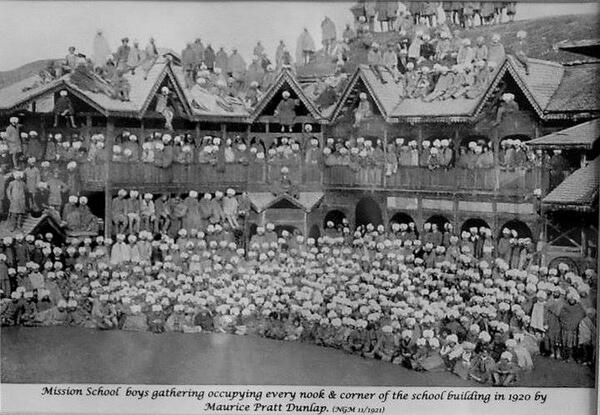 Mission School boys gathering occupying every nook & corner of the school building in 1920 by
Maurice Pratt Dunlap. (NGM 11/1921)